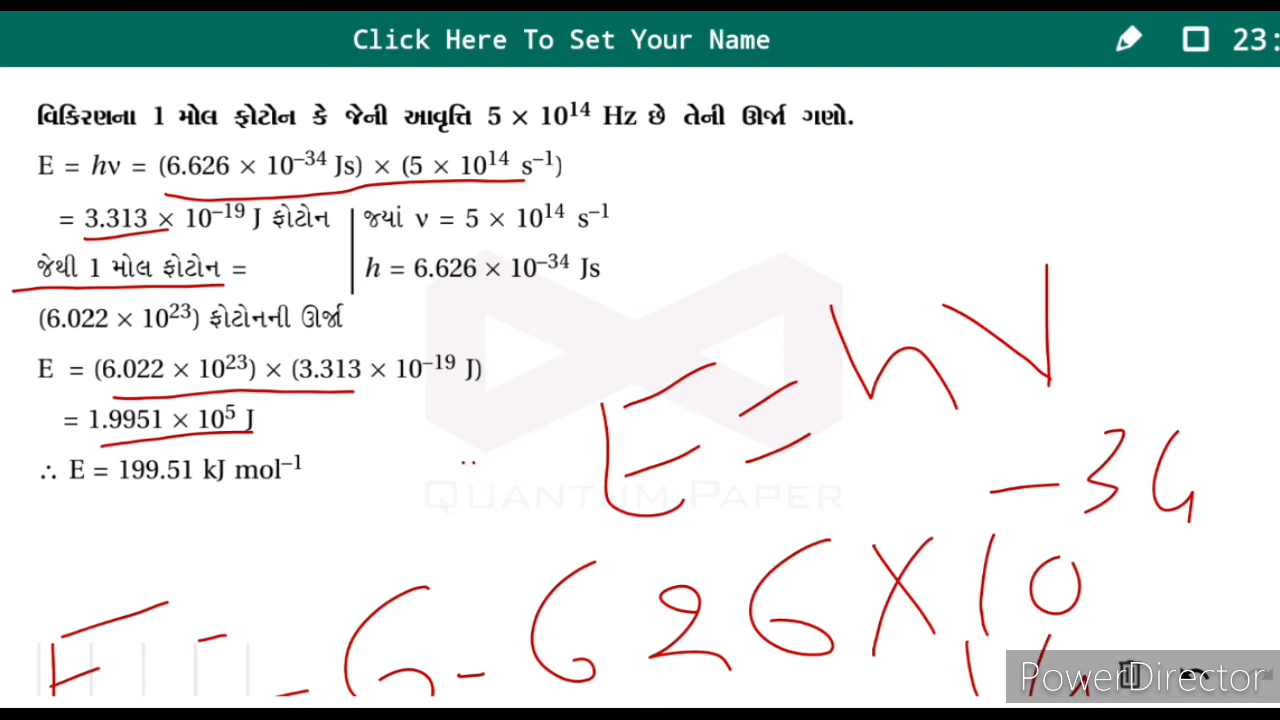 Click Here To Set Your Name
23:
વિકિરણના 1 મોલ ફોટોન કે જેની આવૃત્તિ 5 × 10¹⁴ Hz છે તેની ઊર્જા ગણો.
E = hν = (6.626 × 10⁻³⁴ Js) × (5 × 10¹⁴ s⁻¹)
= 3.313 × 10⁻¹⁹ J ફોટોન | જ્યાં ν = 5 × 10¹⁴ s⁻¹
જેથી 1 મોલ ફોટોન = | h = 6.626 × 10⁻³⁴ Js
(6.022 × 10²³) ફોટોનની ઊર્જા
E = (6.022 × 10²³) × (3.313 × 10⁻¹⁹ J)
= 1.9951 × 10⁵ J
∴ E = 199.51 kJ mol⁻¹
QUANTUM PAPER
E = hν
-34
E = 6.626 × 10
PowerDirector